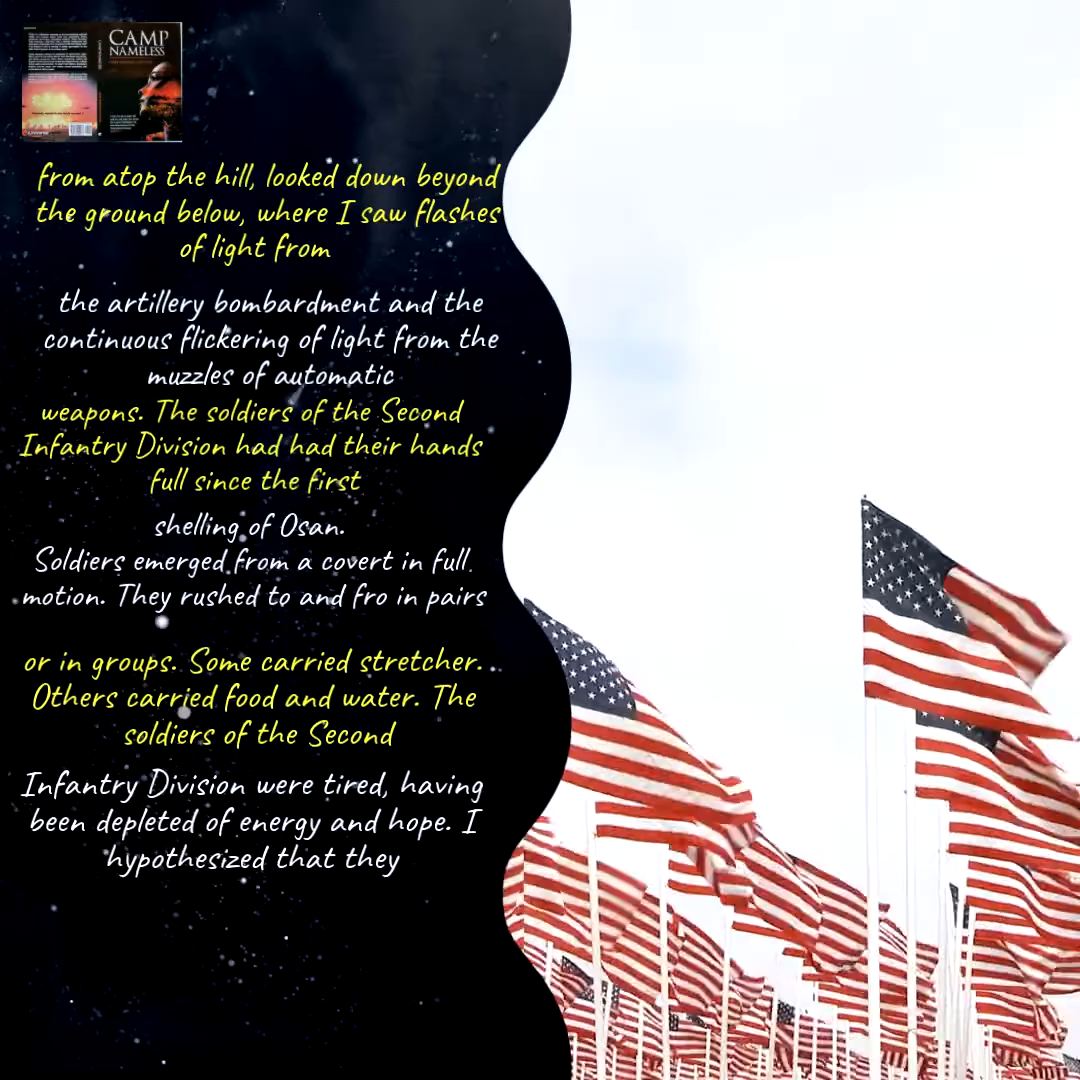 CAMP
NAMELESS
from atop the hill, looked down beyond
the ground below, where I saw flashes
of light from
the artillery bombardment and the
continuous flickering of light from the
muzzles of automatic
weapons. The soldiers of the Second
Infantry Division had had their hands
full since the first
shelling of Osan.
Soldiers emerged from a covert in full
motion. They rushed to and fro in pairs
or in groups. Some carried stretcher.
Others carried food and water. The
soldiers of the Second
Infantry Division were tired, having
been depleted of energy and hope. I
hypothesized that they